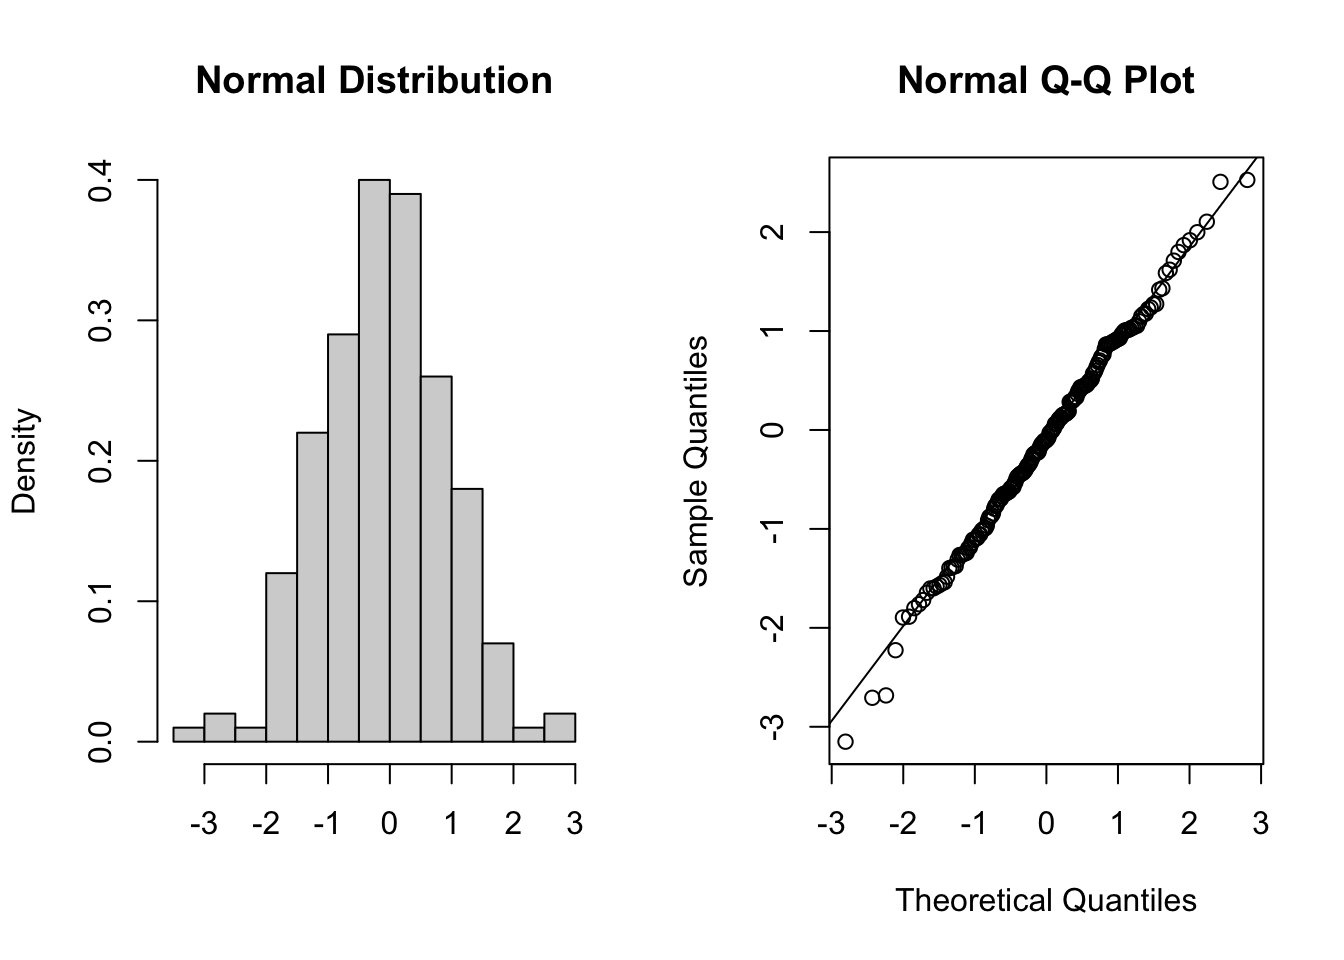 Normal Distribution
Density
0.0 0.1 0.2 0.3 0.4
-3 -2 -1 0 1 2 3
Normal Q-Q Plot
Sample Quantiles
-3 -2 -1 0 1 2
-3 -2 -1 0 1 2 3
Theoretical Quantiles